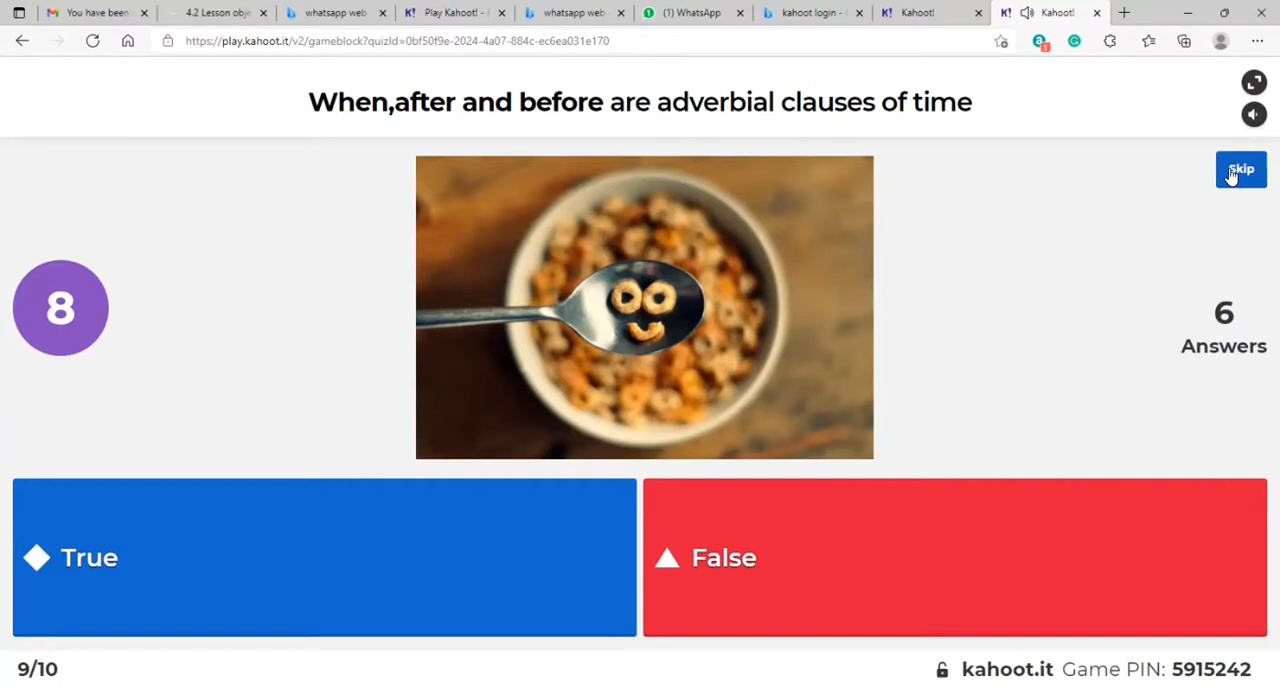 You have been
4.2 Lesson obje
whatsapp web
K! Play Kahoot! -
whatsapp web
(1) WhatsApp
kahoot login -
K! Kahoot!
K! Kahoot!
https://play.kahoot.it/v2/gameblock?quizId=0bf50f9e-2024-4a07-884c-ec6ea031e170
1
When,after and before are adverbial clauses of time
Skip
8
6
Answers
True
False
9/10
kahoot.it Game PIN: 5915242